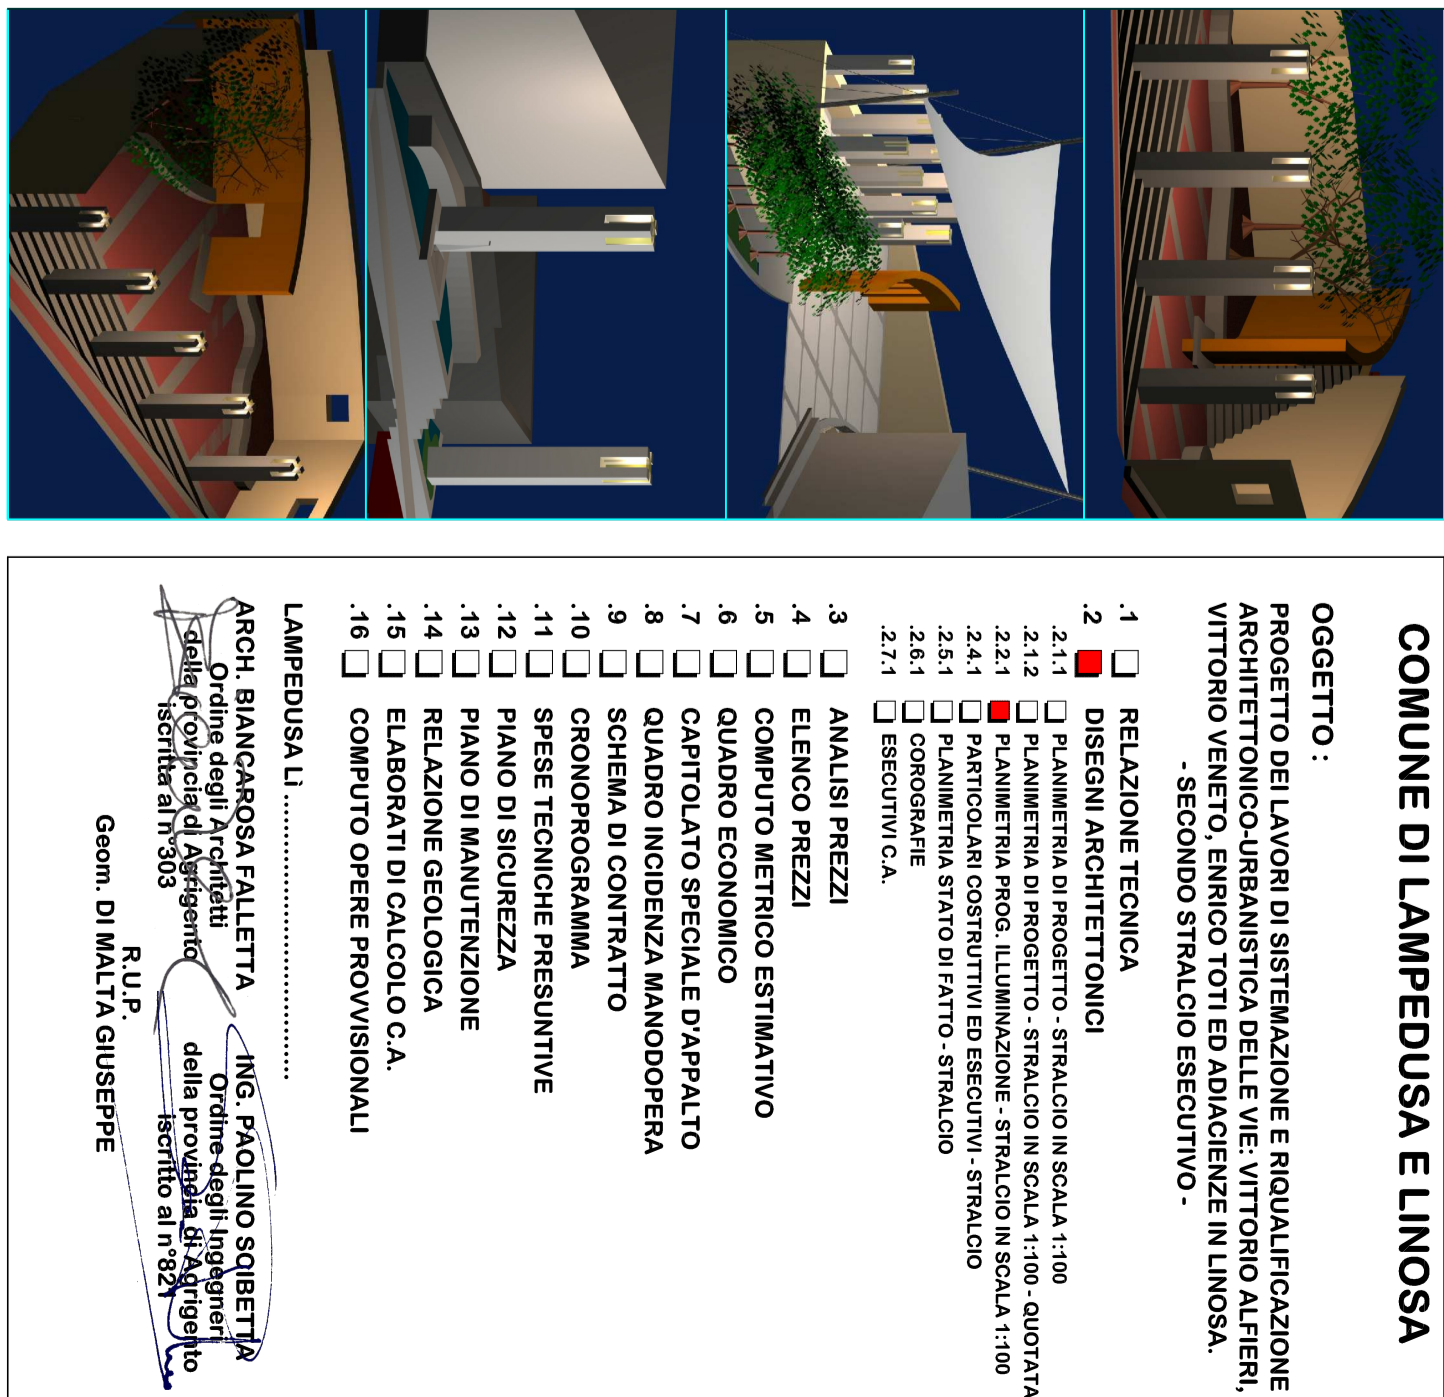 COMUNE DI LAMPEDUSA E LINOSA
OGGETTO :
PROGETTO DEI LAVORI DI SISTEMAZIONE E RIQUALIFICAZIONE
ARCHITETTONICO-URBANISTICA DELLE VIE: VITTORIO ALFIERI,
VITTORIO VENETO, ENRICO TOTI ED ADIACIENZE IN LINOSA.
- SECONDO STRALCIO ESECUTIVO -
.1 RELAZIONE TECNICA
.2 DISEGNI ARCHITETTONICI
.2.1.1 PLANIMETRIA DI PROGETTO - STRALCIO IN SCALA 1:100
.2.1.2 PLANIMETRIA DI PROGETTO - STRALCIO IN SCALA 1:100 - QUOTATA
.2.2.1 PLANIMETRIA PROG. ILLUMINAZIONE - STRALCIO IN SCALA 1:100
.2.4.1 PARTICOLARI COSTRUTTIVI ED ESECUTIVI - STRALCIO
.2.5.1 PLANIMETRIA STATO DI FATTO - STRALCIO
.2.6.1 COROGRAFIE
.2.7.1 ESECUTIVI C.A.
.3 ANALISI PREZZI
.4 ELENCO PREZZI
.5 COMPUTO METRICO ESTIMATIVO
.6 QUADRO ECONOMICO
.7 CAPITOLATO SPECIALE D'APPALTO
.8 QUADRO INCIDENZA MANODOPERA
.9 SCHEMA DI CONTRATTO
.10 CRONOPROGRAMMA
.11 SPESE TECNICHE PRESUNTIVE
.12 PIANO DI SICUREZZA
.13 PIANO DI MANUTENZIONE
.14 RELAZIONE GEOLOGICA
.15 ELABORATI DI CALCOLO C.A.
.16 COMPUTO OPERE PROVVISIONALI
LAMPEDUSA Lì ................................
ARCH. BIANCAROSA FALLETTA
Ordine degli Architetti
della provincia di Agrigento
iscritta al n°303
ING. PAOLINO SCIBETTA
Ordine degli Ingegneri
della provincia di Agrigento
iscritto al n°821
R.U.P.
Geom. DI MALTA GIUSEPPE